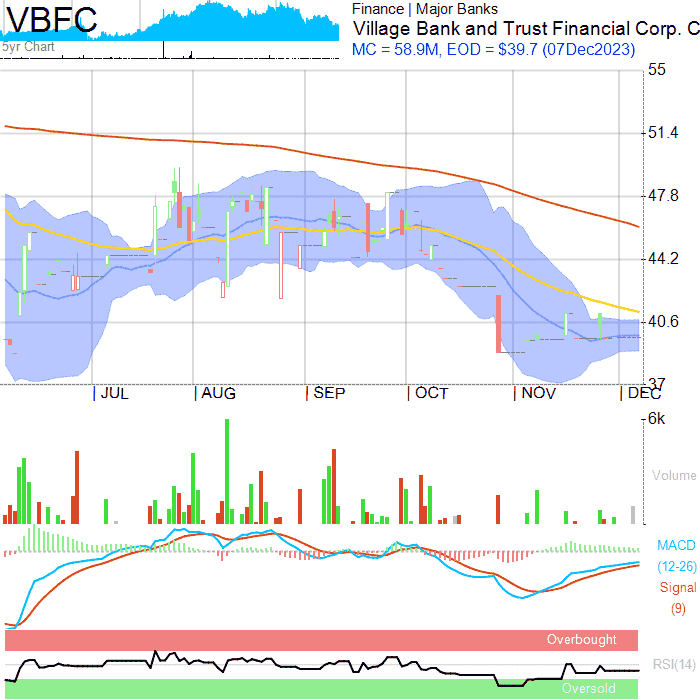 VBFC
Finance | Major Banks
Village Bank and Trust Financial Corp. C
MC = 58.9M, EOD = $39.7 (07Dec2023)
5yr Chart
55
51.4
47.8
44.2
40.6
37
JUL AUG SEP OCT NOV DEC
6k
Volume
MACD
(12-26)
Signal
(9)
Overbought
RSI(14)
Oversold